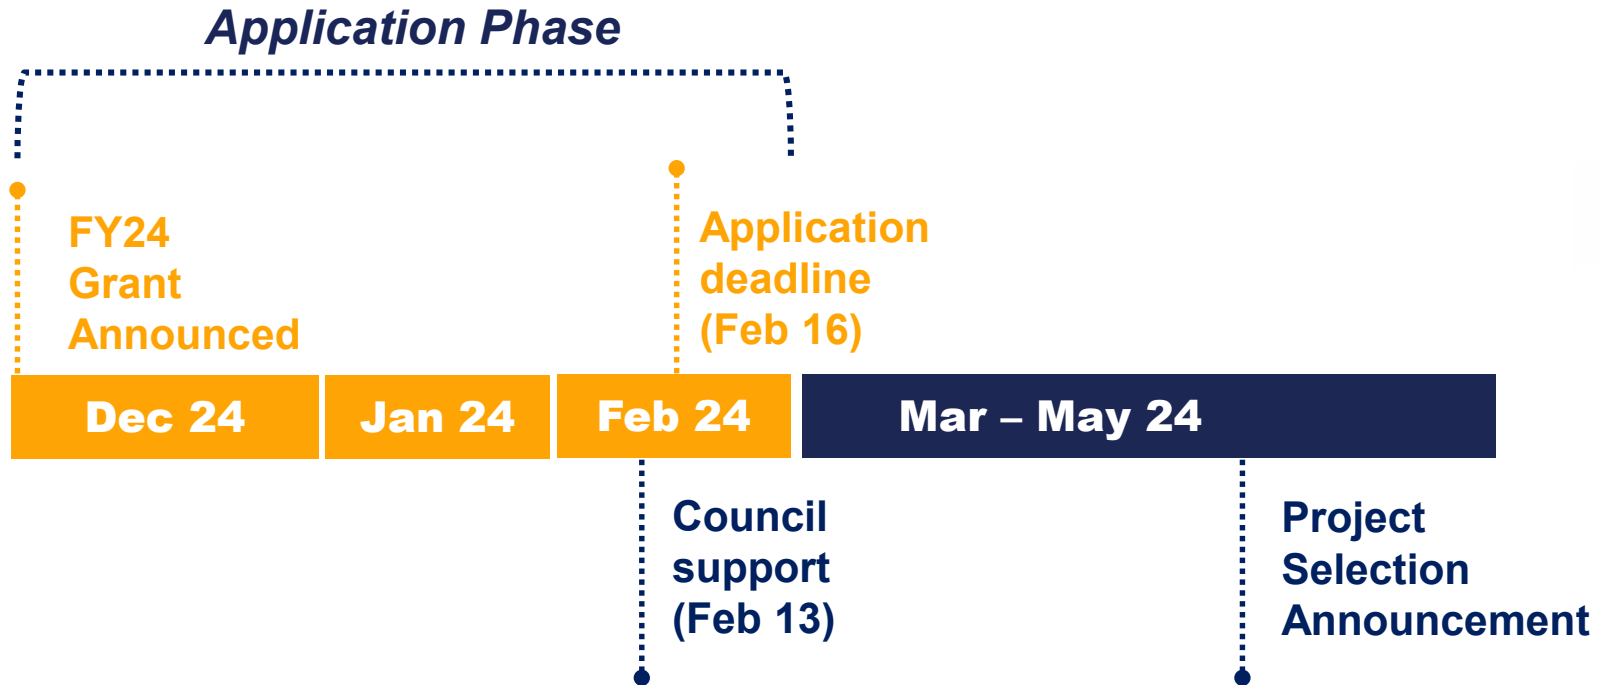 Application Phase
FY24
Grant
Announced
Application
deadline
(Feb 16)
Dec 24
Jan 24
Feb 24
Mar – May 24
Council
support
(Feb 13)
Project
Selection
Announcement